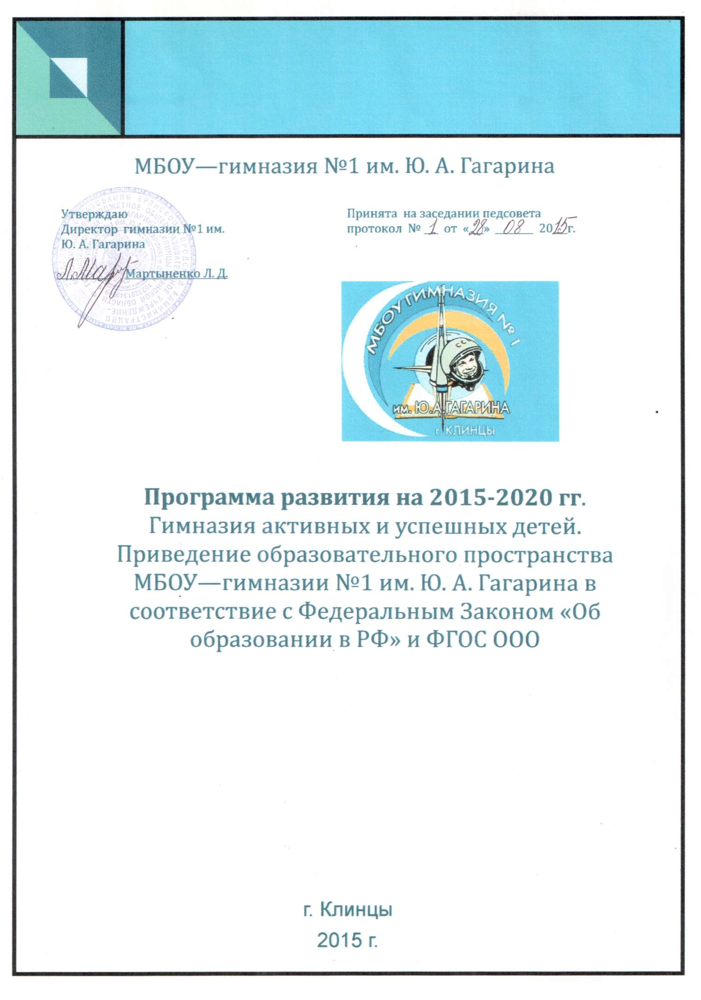 МБОУ—гимназия №1 им. Ю. А. Гагарина
Утверждаю
Директор гимназии №1 им.
Ю. А. Гагарина
Мартыненко Л. Д.
Принята на заседании педсовета
протокол № 1 от «28» 08 2015г.
МБОУ ГИМНАЗИЯ № 1
им. Ю.А.ГАГАРИНА
г. КЛИНЦЫ
Программа развития на 2015-2020 гг.
Гимназия активных и успешных детей.
Приведение образовательного пространства
МБОУ—гимназии №1 им. Ю. А. Гагарина в
соответствие с Федеральным Законом «Об
образовании в РФ» и ФГОС ООО
г. Клинцы
2015 г.